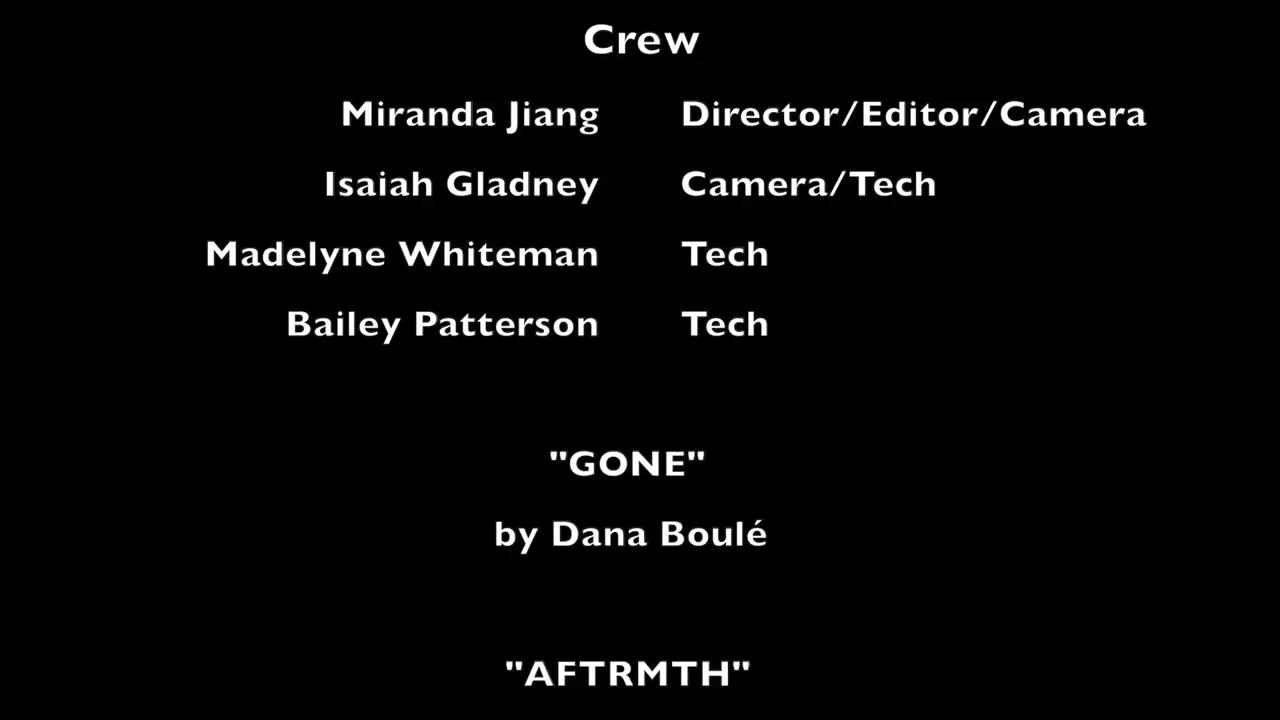 Crew
Miranda Jiang Director/Editor/Camera
Isaiah Gladney Camera/Tech
Madelyne Whiteman Tech
Bailey Patterson Tech
"GONE"
by Dana Boulé
"AFTRMTH"